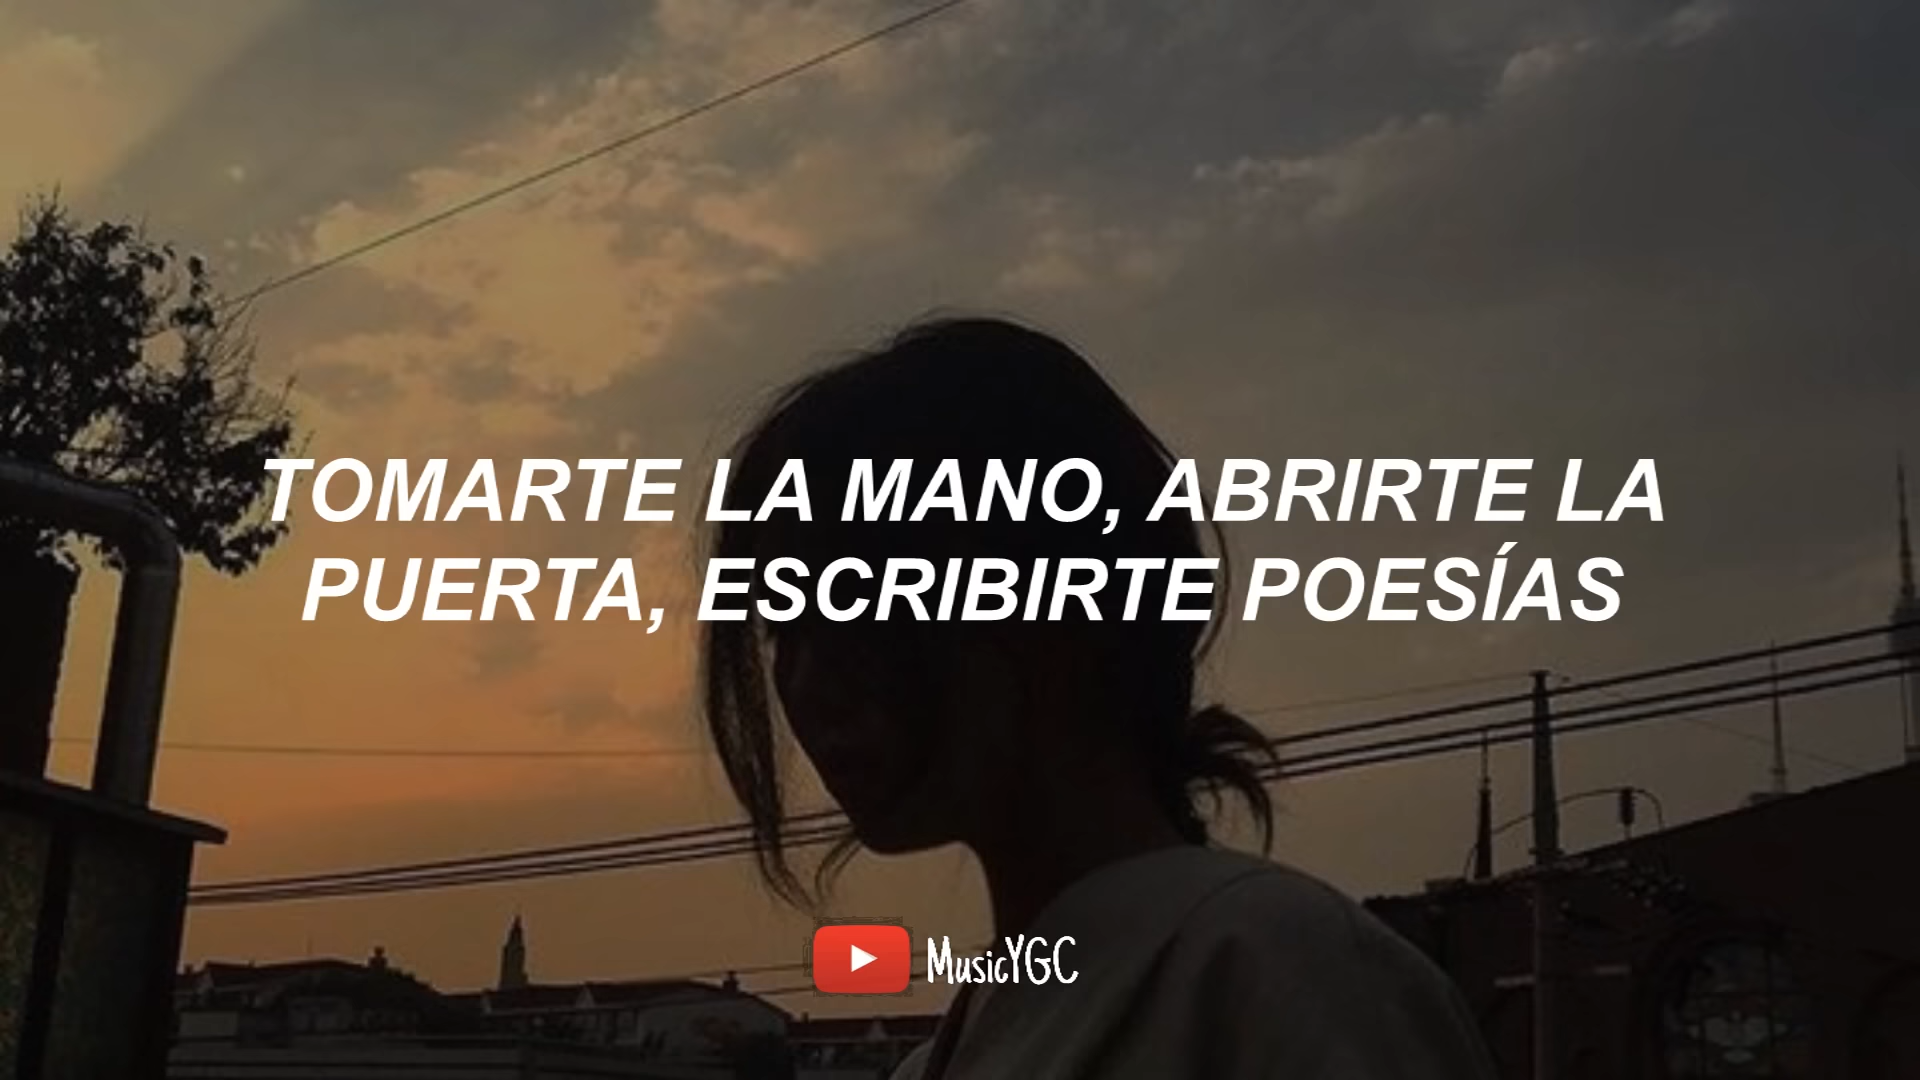 TOMARTE LA MANO, ABRIRTE LA
PUERTA, ESCRIBIRTE POESÍAS
MusicYGC